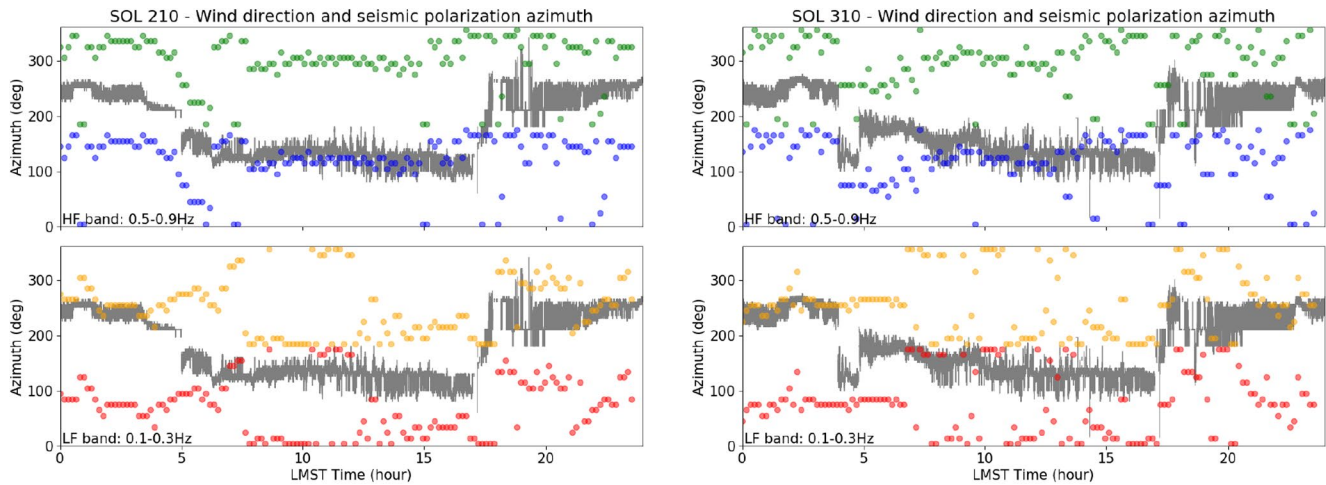 SOL 210 - Wind direction and seismic polarization azimuth
300
200
100
0
Azimuth (deg)
HF band: 0.5-0.9Hz
300
200
100
0
Azimuth (deg)
LF band: 0.1-0.3Hz
0 5 10 15 20
LMST Time (hour)
SOL 310 - Wind direction and seismic polarization azimuth
300
200
100
0
Azimuth (deg)
HF band: 0.5-0.9Hz
300
200
100
0
Azimuth (deg)
LF band: 0.1-0.3Hz
0 5 10 15 20
LMST Time (hour)